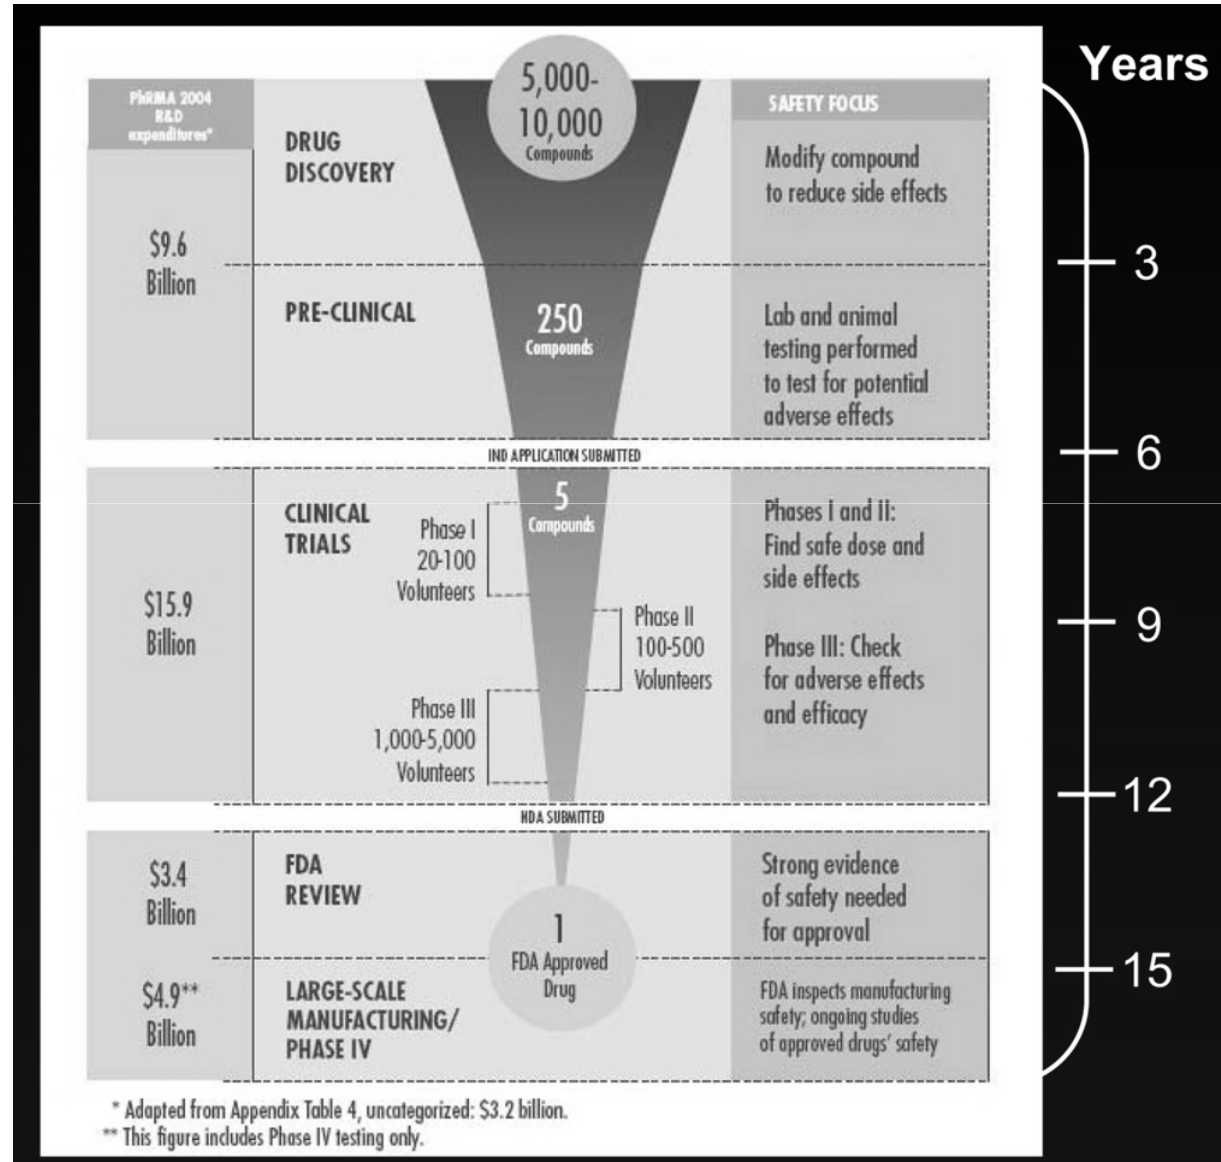 Years
PhRMA 2004
R&D
expenditures*
DRUG
DISCOVERY
5,000-
10,000
Compounds
SAFETY FOCUS
Modify compound
to reduce side effects
$9.6
Billion
3
PRE-CLINICAL
250
Compounds
Lab and animal
testing performed
to test for potential
adverse effects
IND APPLICATION SUBMITTED
6
CLINICAL
TRIALS
5
Compounds
Phase I
20-100
Volunteers
Phases I and II:
Find safe dose and
side effects
$15.9
Billion
Phase II
100-500
Volunteers
9
Phase III: Check
for adverse effects
and efficacy
Phase III
1,000-5,000
Volunteers
12
NDA SUBMITTED
$3.4
Billion
FDA
REVIEW
Strong evidence
of safety needed
for approval
1
FDA Approved
Drug
15
$4.9**
Billion
LARGE-SCALE
MANUFACTURING/
PHASE IV
FDA inspects manufacturing
safety; ongoing studies
of approved drugs' safety
* Adapted from Appendix Table 4, uncategorized: $3.2 billion.
** This figure includes Phase IV testing only.